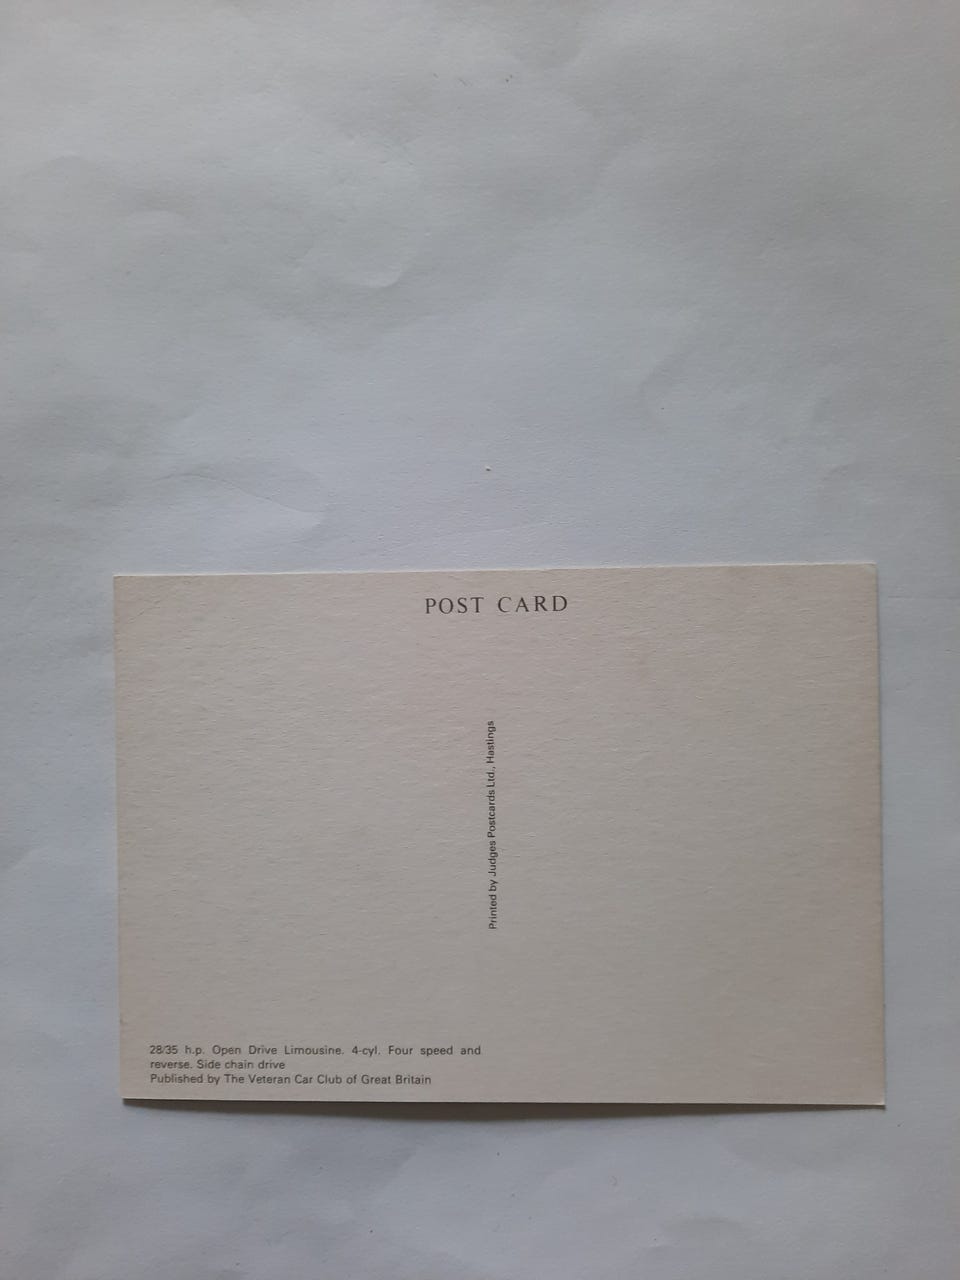 POST CARD
Printed by Judges Postcards Ltd., Hastings
28/35 h.p. Open Drive Limousine. 4-cyl. Four speed and
reverse. Side chain drive
Published by The Veteran Car Club of Great Britain